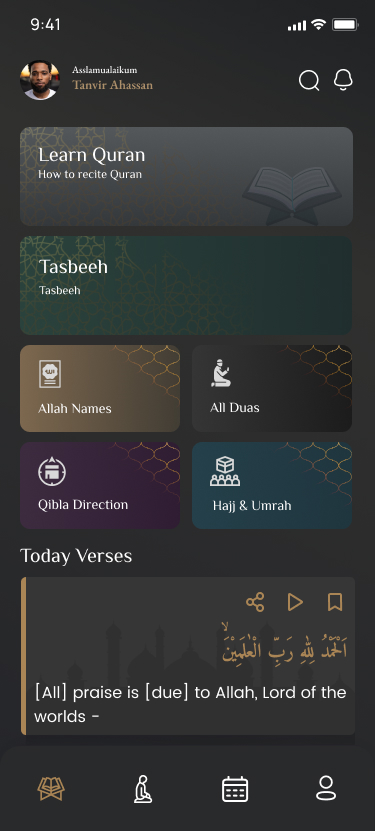 9:41
Asslamualaikum
Tanvir Ahassan
Learn Quran
How to recite Quran
Tasbeeh
Tasbeeh
Allah Names
All Duas
Qibla Direction
Hajj & Umrah
Today Verses
اَلْحَمْدُ لِلّٰهِ رَبِّ الْعٰلَمِيْنَۙ
[All] praise is [due] to Allah, Lord of the
worlds -